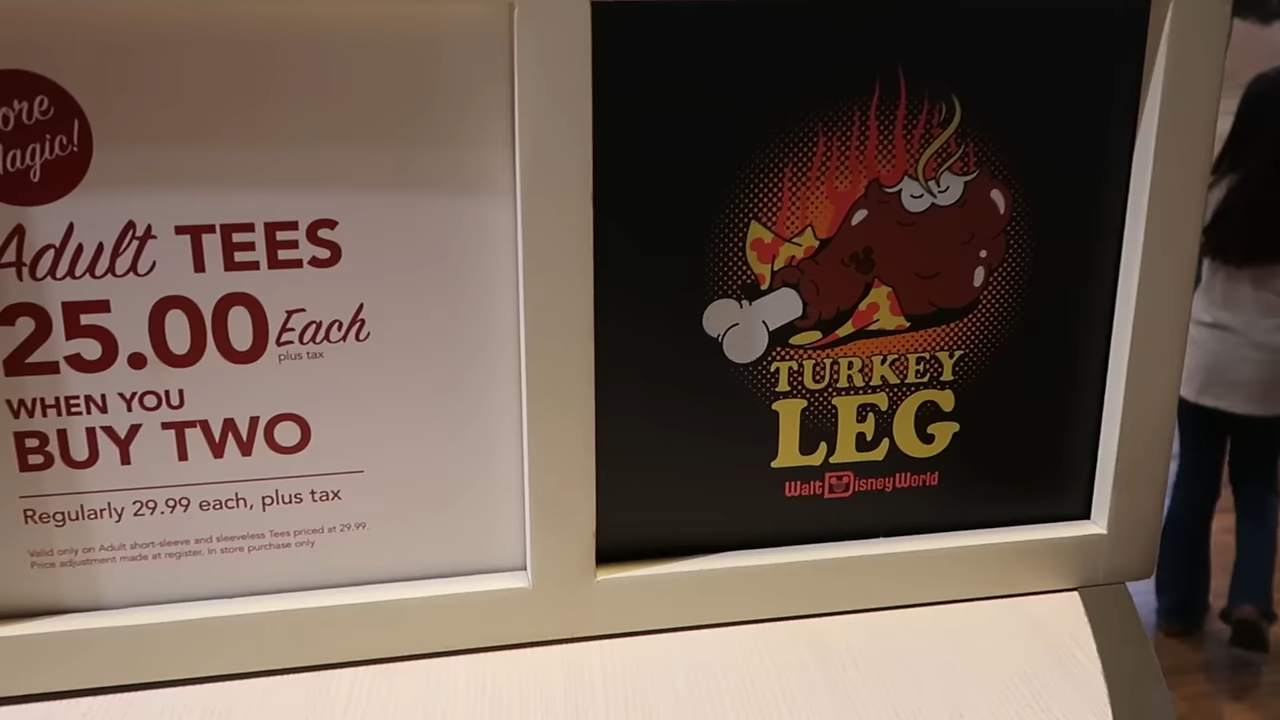 ore
Magic!
Adult TEES
25.00 Each
plus tax
WHEN YOU
BUY TWO
Regularly 29.99 each, plus tax
Valid only on Adult short-sleeve and sleeveless Tees priced at 29.99.
Price adjustment made at register. In store purchase only
TURKEY
LEG
Walt Disney World